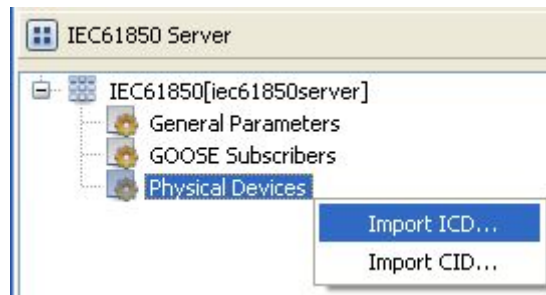 IEC61850 Server
IEC61850[iec61850server]
General Parameters
GOOSE Subscribers
Physical Devices
Import ICD...
Import CID...